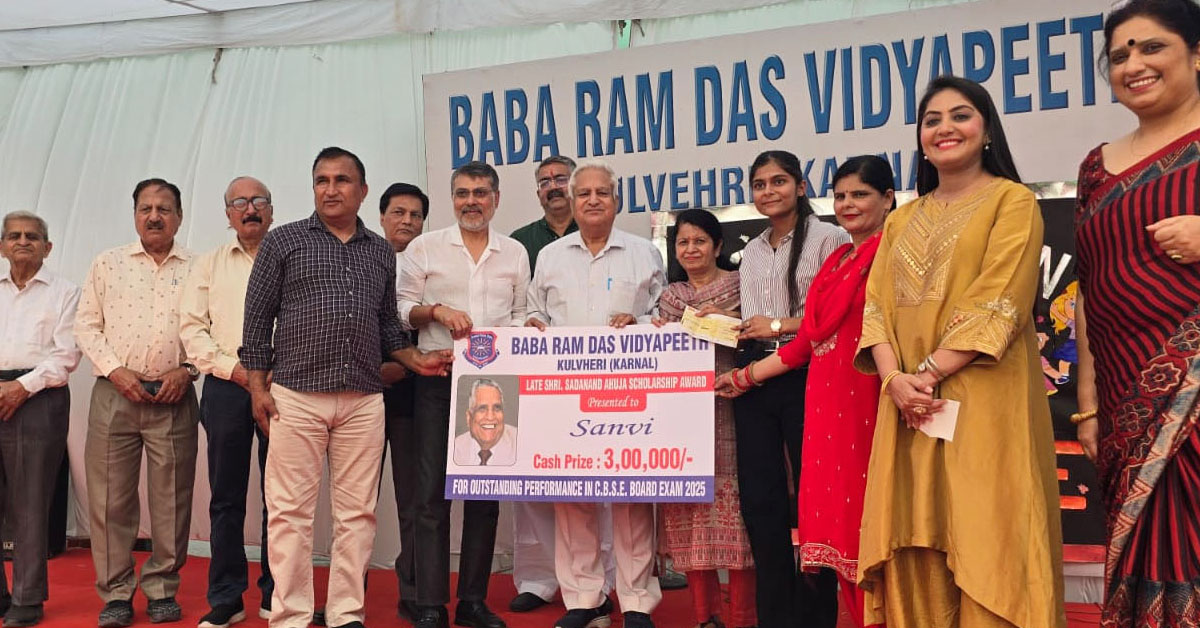 BABA RAM DAS VIDYAPEETH
KULVEHRI KARNAL
BABA RAM DAS VIDYAPEETH
KULVHERI (KARNAL)
LATE SHRI. SADANAND AHUJA SCHOLARSHIP AWARD
Presented to
Sanvi
Cash Prize : 3,00,000/-
FOR OUTSTANDING PERFORMANCE IN C.B.S.E. BOARD EXAM 2025